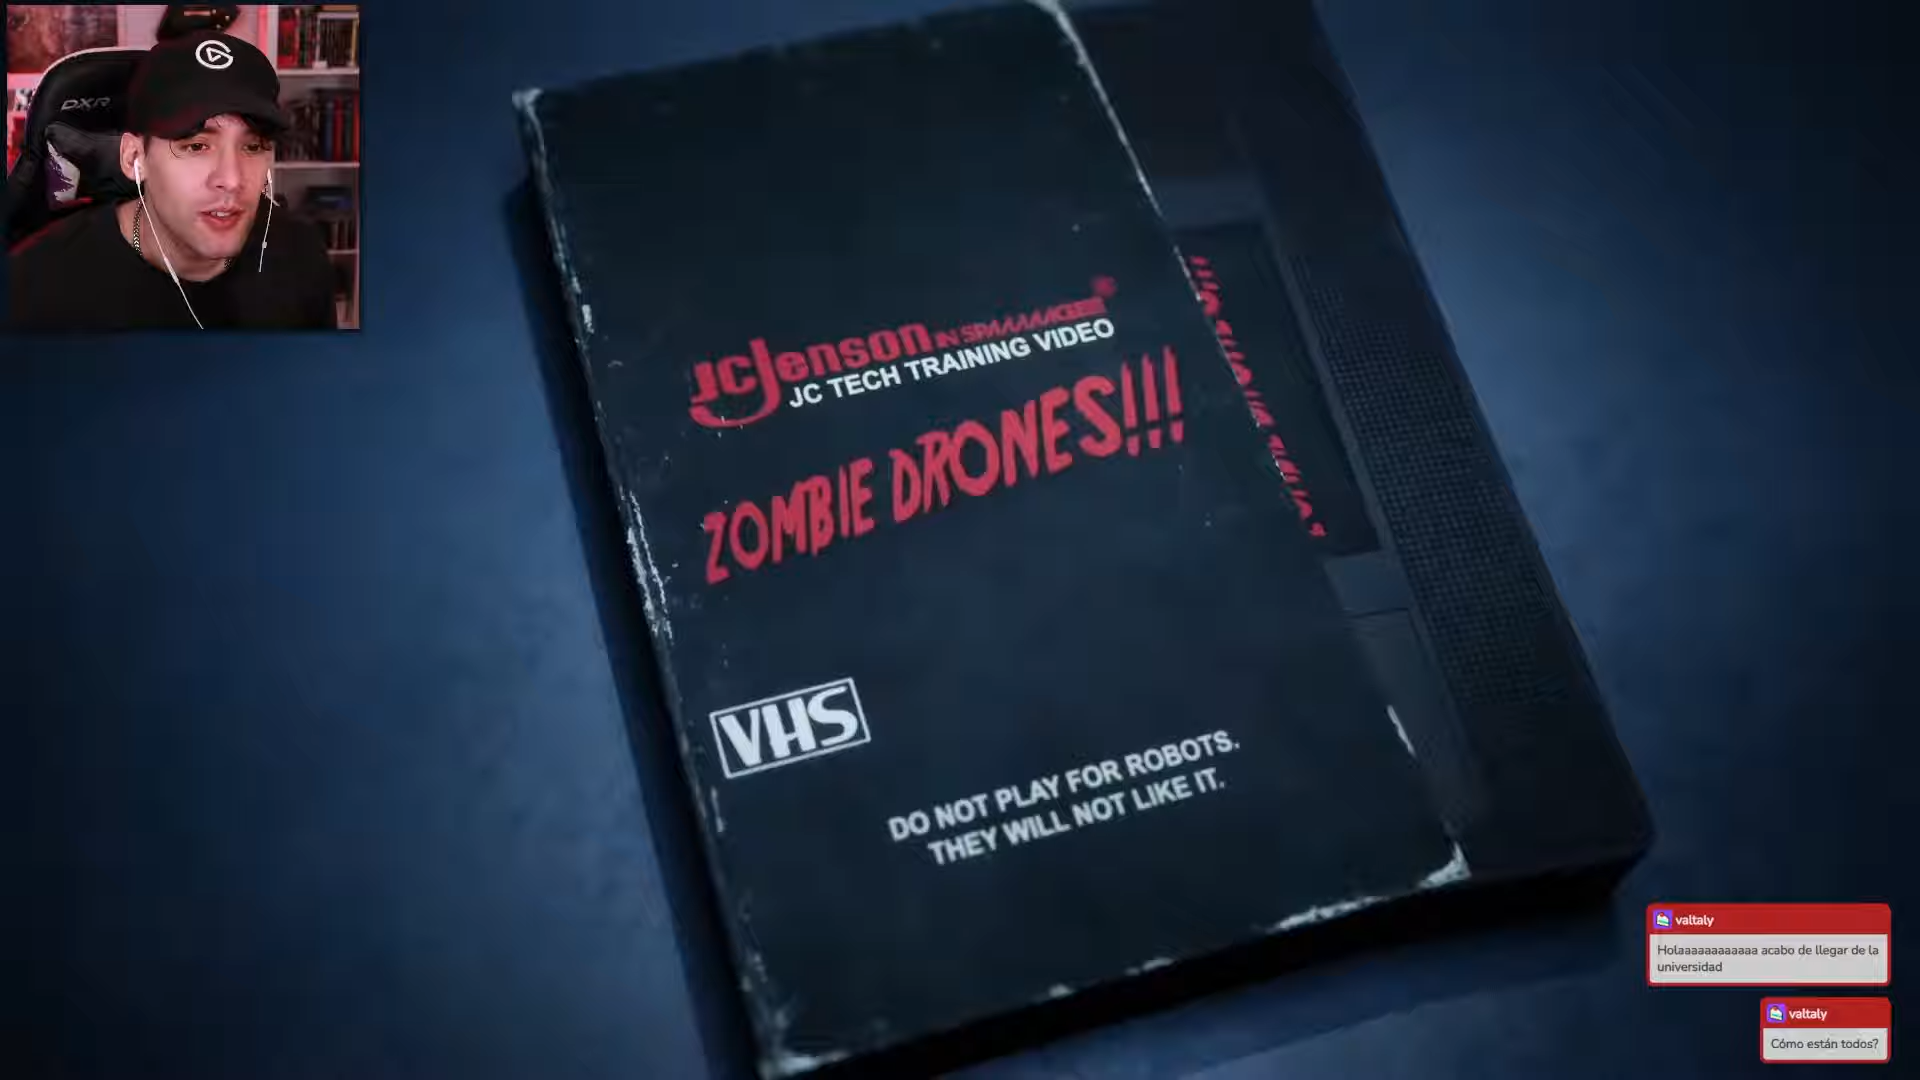 DXR
JCJenson IN SPAAAAACE!!!
JC TECH TRAINING VIDEO
ZOMBIE DRONES!!!
VHS
DO NOT PLAY FOR ROBOTS.
THEY WILL NOT LIKE IT.
valtaly
Holaaaaaaaaaaaa acabo de llegar de la
universidad
valtaly
Cómo están todos?